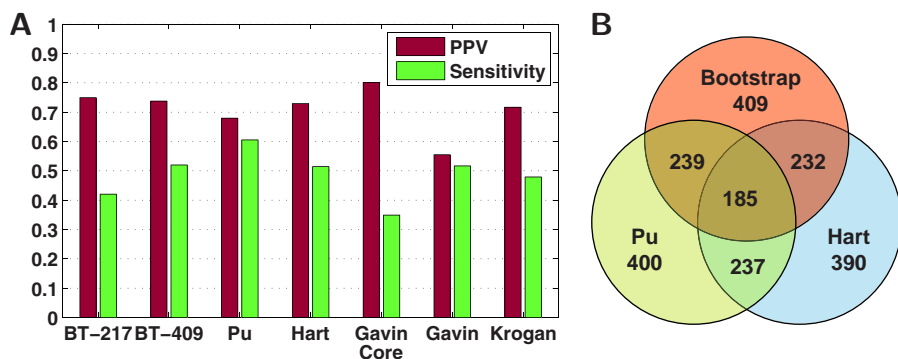 A
1
0.9
0.8
0.7
0.6
0.5
0.4
0.3
0.2
0.1
0
PPV
Sensitivity
BT−217 BT−409 Pu Hart Gavin Core Gavin Krogan
B
Bootstrap
409
239
232
185
Pu
400
Hart
390
237